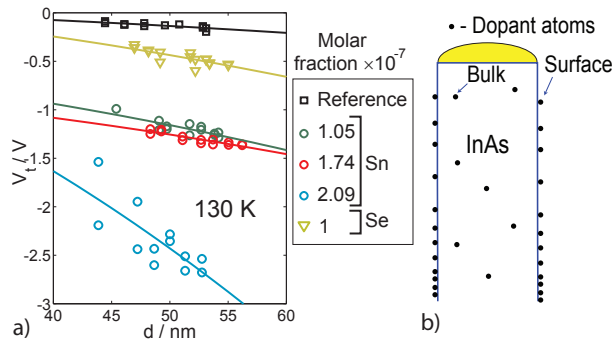 0
-0.5
-1
-1.5
-2
-2.5
-3
V_t / V
40
45
50
55
60
d / nm
130 K
a)
Molar
fraction ×10^-7
Reference
1.05
1.74
2.09
Sn
1
Se
- Dopant atoms
Surface
Bulk
InAs
b)